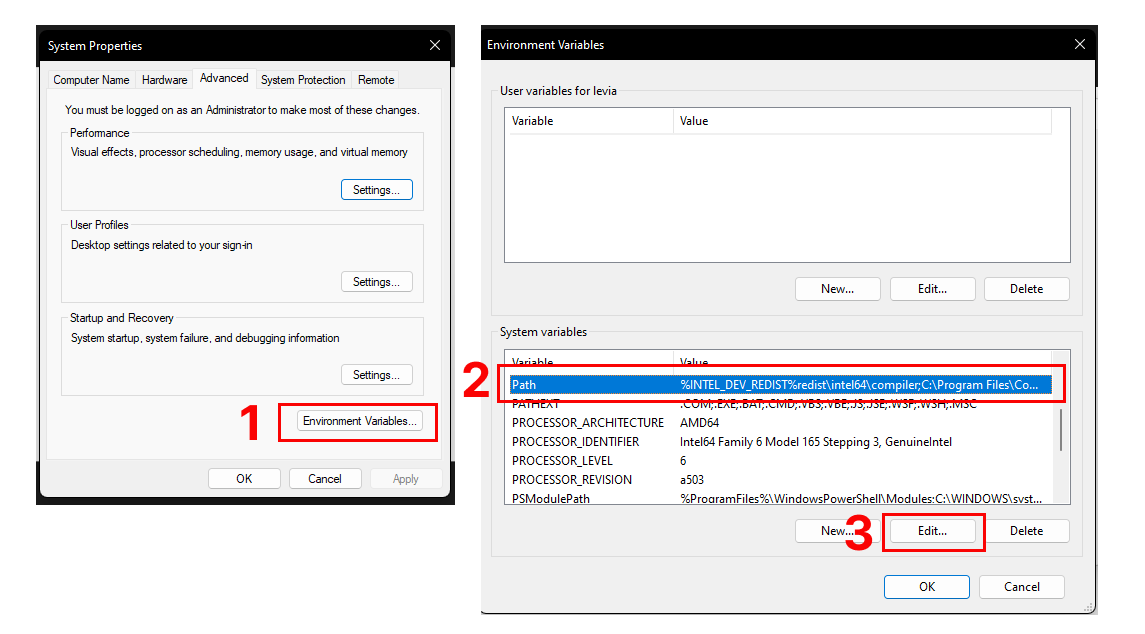 System Properties
Computer Name Hardware Advanced System Protection Remote
You must be logged on as an Administrator to make most of these changes.
Performance
Visual effects, processor scheduling, memory usage, and virtual memory
Settings...
User Profiles
Desktop settings related to your sign-in
Settings...
Startup and Recovery
System startup, system failure, and debugging information
Settings...
1
Environment Variables...
OK Cancel Apply
Environment Variables
User variables for levia
Variable Value
New... Edit... Delete
System variables
Variable Value
2
Path %INTEL_DEV_REDIST%redist\intel64\compiler;C:\Program Files\Co...
PATHEXT .COM;.EXE;.BAT;.CMD;.VBS;.VBE;.JS;.JSE;.WSF;.WSH;.MSC
PROCESSOR_ARCHITECTURE AMD64
PROCESSOR_IDENTIFIER Intel64 Family 6 Model 165 Stepping 3, GenuineIntel
PROCESSOR_LEVEL 6
PROCESSOR_REVISION a503
PSModulePath %ProgramFiles%\WindowsPowerShell\Modules;C:\WINDOWS\syst...
New... 3 Edit... Delete
OK Cancel